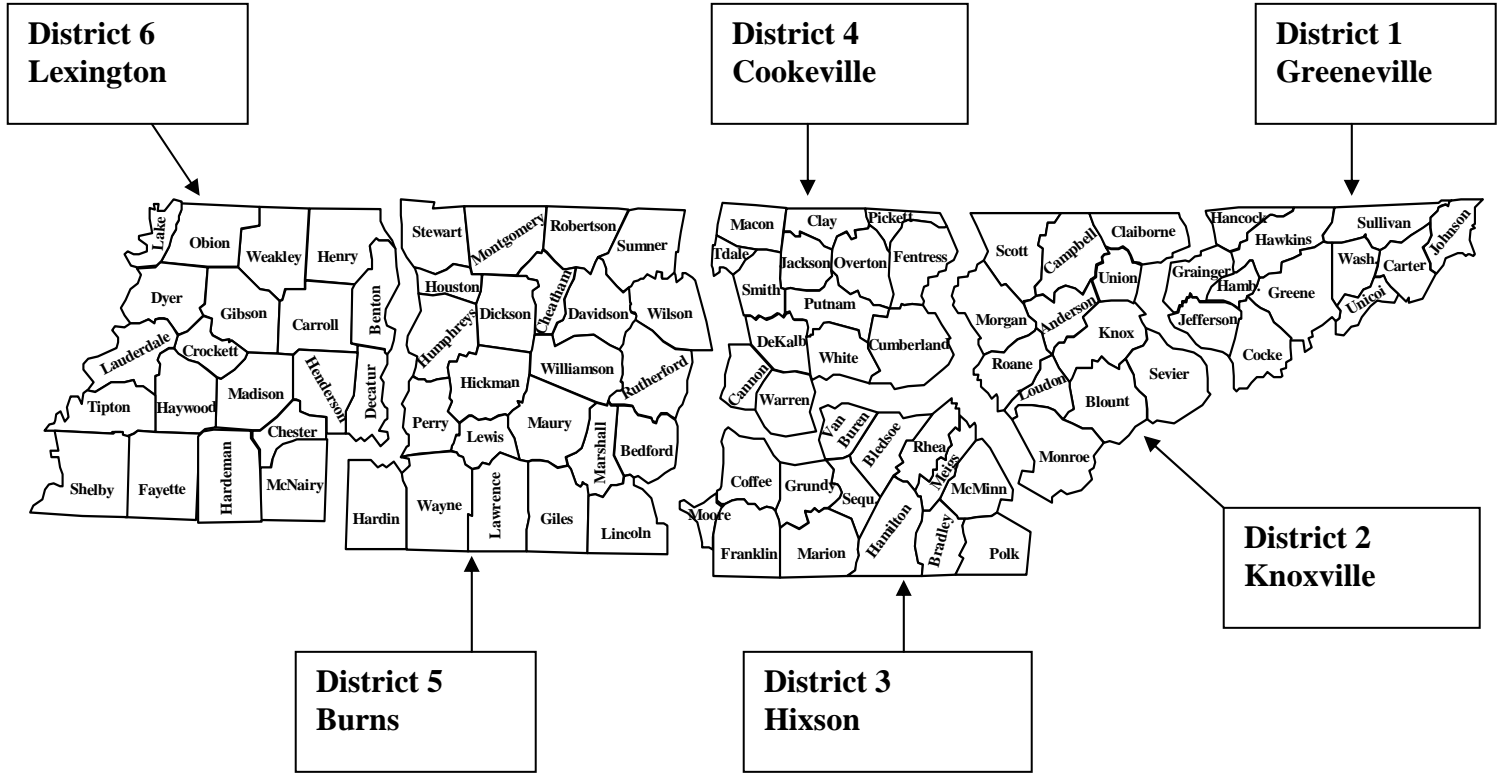 District 6
Lexington
District 4
Cookeville
District 1
Greeneville
Lake
Obion
Weakley
Henry
Dyer
Gibson
Carroll
Benton
Lauderdale
Crockett
Tipton
Haywood
Madison
Henderson
Decatur
Chester
Shelby
Fayette
Hardeman
McNairy
Stewart
Montgomery
Robertson
Sumner
Houston
Humphreys
Dickson
Cheatham
Davidson
Wilson
Hickman
Williamson
Rutherford
Perry
Lewis
Maury
Marshall
Bedford
Hardin
Wayne
Lawrence
Giles
Lincoln
Macon
Clay
Pickett
Tdale
Jackson
Overton
Fentress
Smith
Putnam
DeKalb
White
Cumberland
Cannon
Warren
Van
Buren
Bledsoe
Rhea
Meigs
McMinn
Coffee
Grundy
Sequ.
Moore
Franklin
Marion
Hamilton
Bradley
Polk
Scott
Campbell
Claiborne
Union
Morgan
Anderson
Knox
Roane
Loudon
Blount
Sevier
Monroe
Hancock
Hawkins
Sullivan
Johnson
Grainger
Hamb.
Greene
Wash.
Carter
Unicoi
Jefferson
Cocke
District 2
Knoxville
District 5
Burns
District 3
Hixson